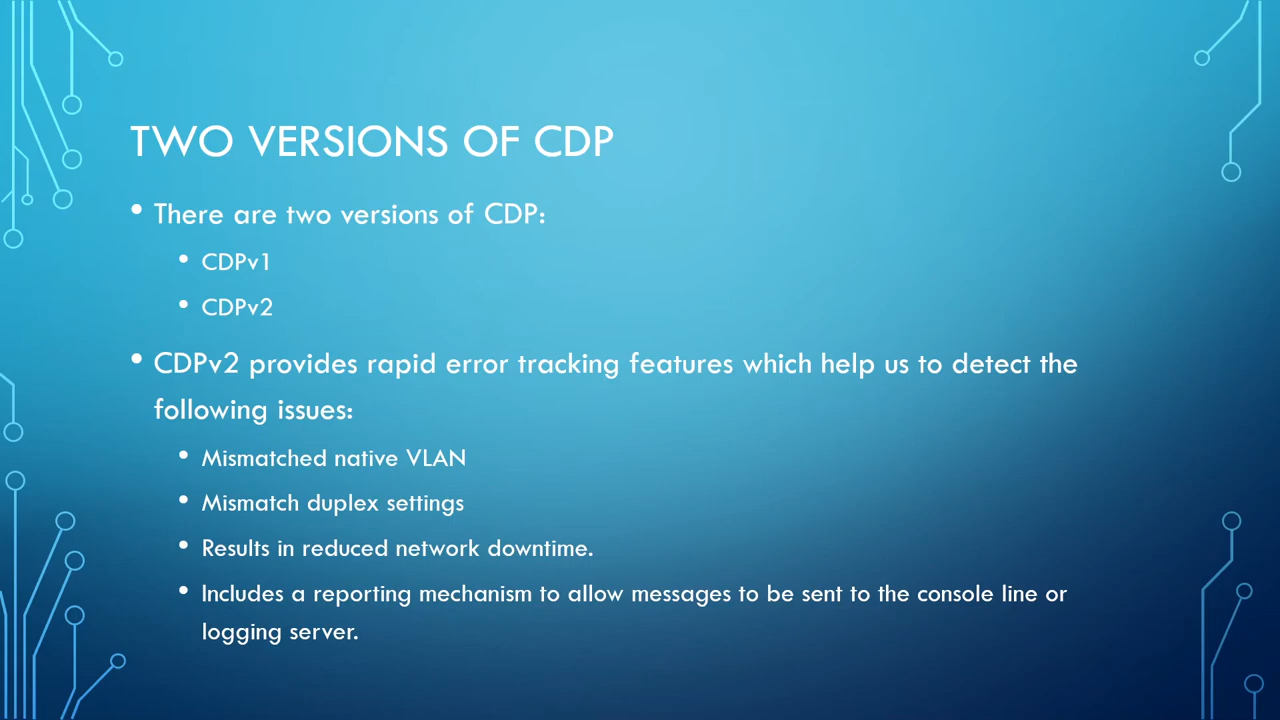 TWO VERSIONS OF CDP
• There are two versions of CDP:
• CDPv1
• CDPv2
• CDPv2 provides rapid error tracking features which help us to detect the
following issues:
• Mismatched native VLAN
• Mismatch duplex settings
• Results in reduced network downtime.
• Includes a reporting mechanism to allow messages to be sent to the console line or
logging server.